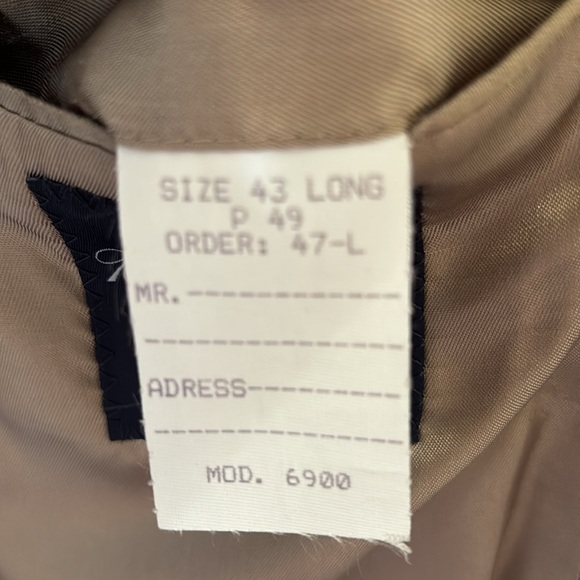 SIZE 43 LONG
P 49
ORDER: 47-L
MR.-----------------
--------------------
ADRESS------------
--------------------
MOD. 6900